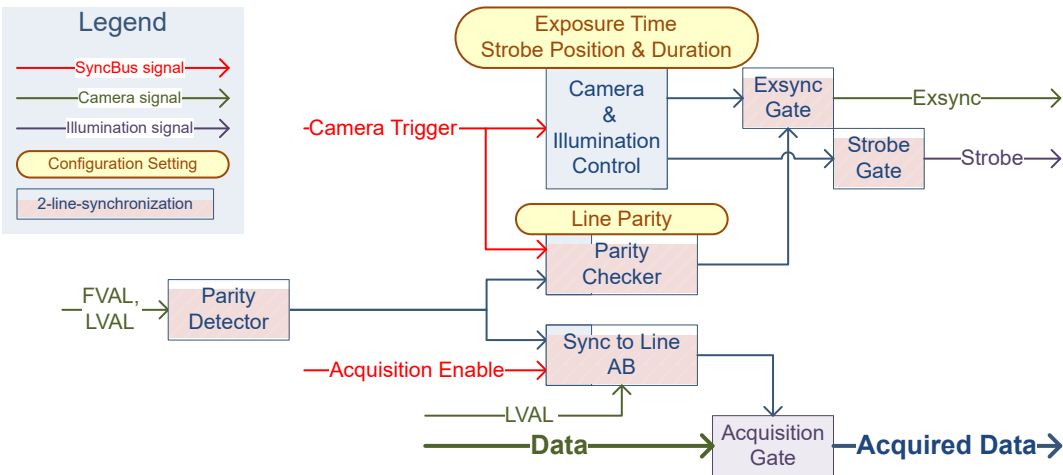 Legend
SyncBus signal
Camera signal
Illumination signal
Configuration Setting
2-line-synchronization
Exposure Time
Strobe Position & Duration
Camera
&
Illumination
Control
Exsync
Gate
Exsync
Camera Trigger
Strobe
Gate
Strobe
Line Parity
Parity
Checker
FVAL,
LVAL
Parity
Detector
Sync to Line
AB
Acquisition Enable
LVAL
Data
Acquisition
Gate
Acquired Data